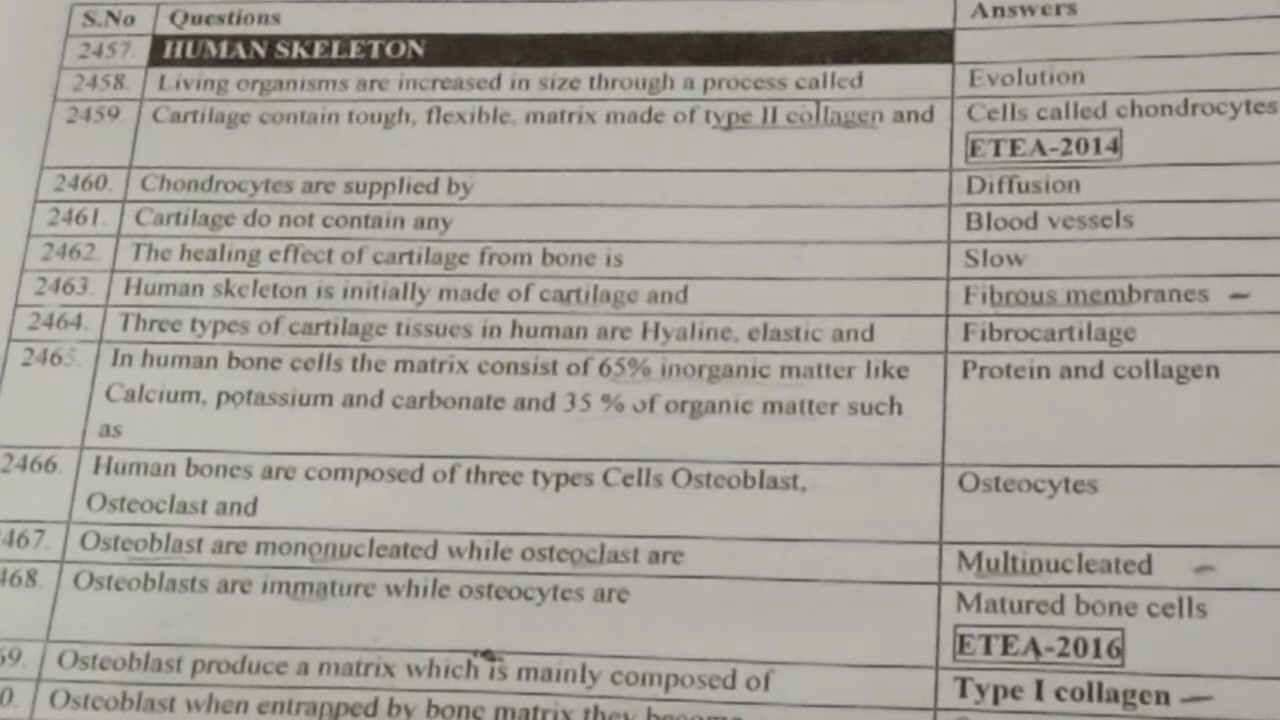 S.No Questions Answers
2457. HUMAN SKELETON
2458. Living organisms are increased in size through a process called Evolution
2459. Cartilage contain tough, flexible, matrix made of type II collagen and Cells called chondrocytes
ETEA-2014
2460. Chondrocytes are supplied by Diffusion
2461. Cartilage do not contain any Blood vessels
2462. The healing effect of cartilage from bone is Slow
2463. Human skeleton is initially made of cartilage and Fibrous membranes
2464. Three types of cartilage tissues in human are Hyaline, elastic and Fibrocartilage
2465. In human bone cells the matrix consist of 65% inorganic matter like Protein and collagen
Calcium, potassium and carbonate and 35 % of organic matter such
as
2466. Human bones are composed of three types Cells Osteoblast, Osteocytes
Osteoclast and
467. Osteoblast are mononucleated while osteoclast are Multinucleated
468. Osteoblasts are immature while osteocytes are Matured bone cells
ETEA-2016
69. Osteoblast produce a matrix which is mainly composed of Type I collagen
0. Osteoblast when entrapped by bone matrix they become